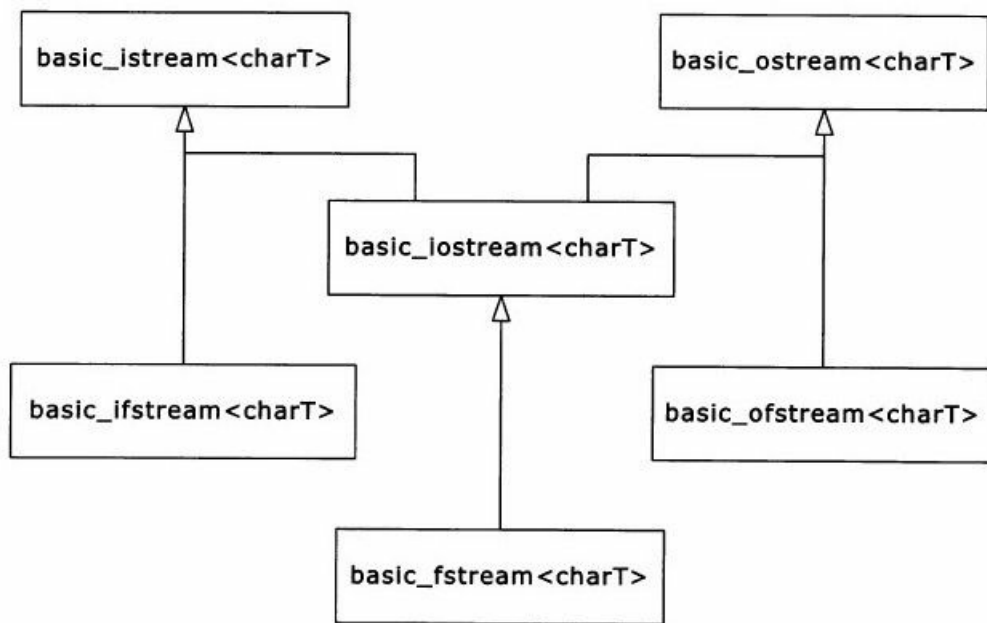 basic_istream<charT>
basic_ostream<charT>
basic_iostream<charT>
basic_ifstream<charT>
basic_ofstream<charT>
basic_fstream<charT>